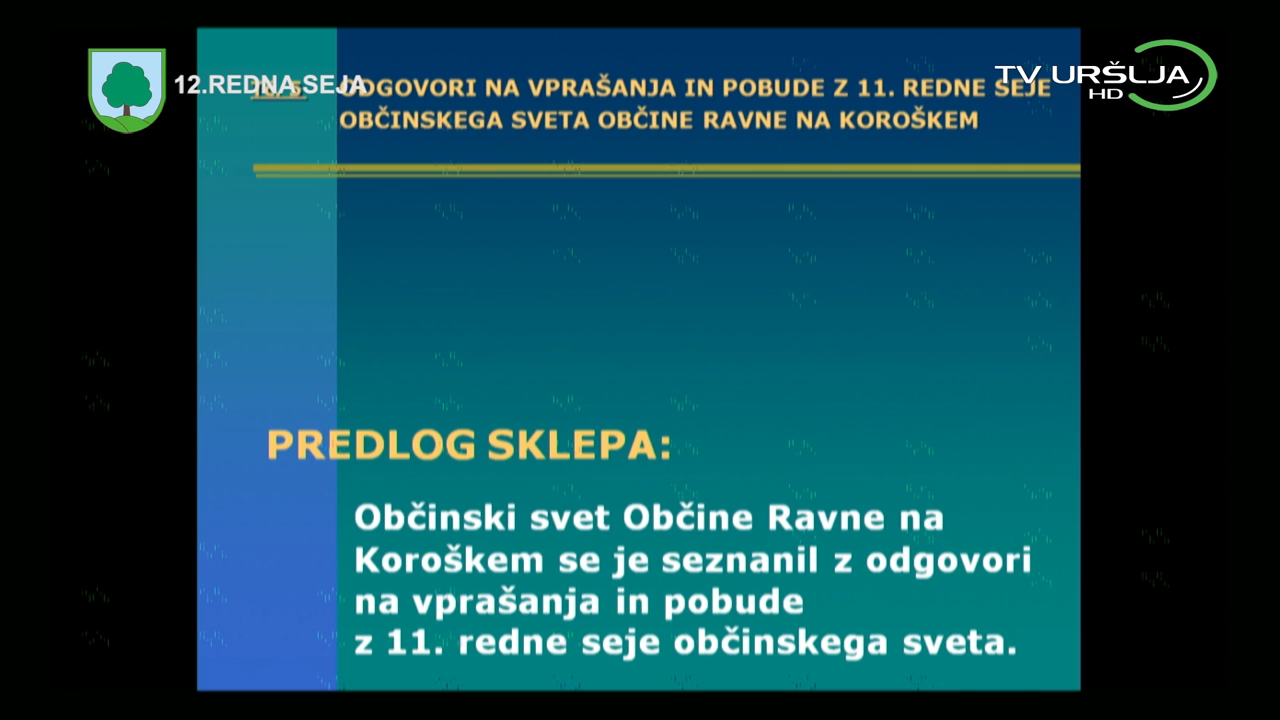 12.REDNA SEJA
TV URŠLJA
HD
ODGOVORI NA VPRAŠANJA IN POBUDE Z 11. REDNE SEJE
OBČINSKEGA SVETA OBČINE RAVNE NA KOROŠKEM
PREDLOG SKLEPA:
Občinski svet Občine Ravne na
Koroškem se je seznanil z odgovori
na vprašanja in pobude
z 11. redne seje občinskega sveta.